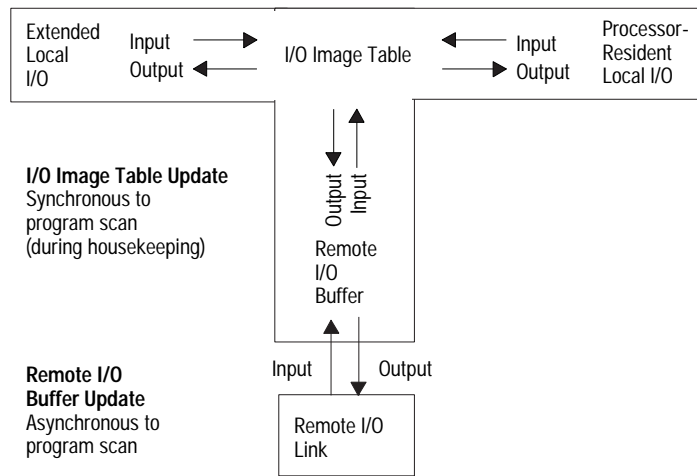 Extended
Local
I/O
Input
Output
I/O Image Table
Input
Output
Processor-
Resident
Local I/O
I/O Image Table Update
Synchronous to
program scan
(during housekeeping)
Output
Input
Remote
I/O
Buffer
Input
Output
Remote I/O
Buffer Update
Asynchronous to
program scan
Remote I/O
Link